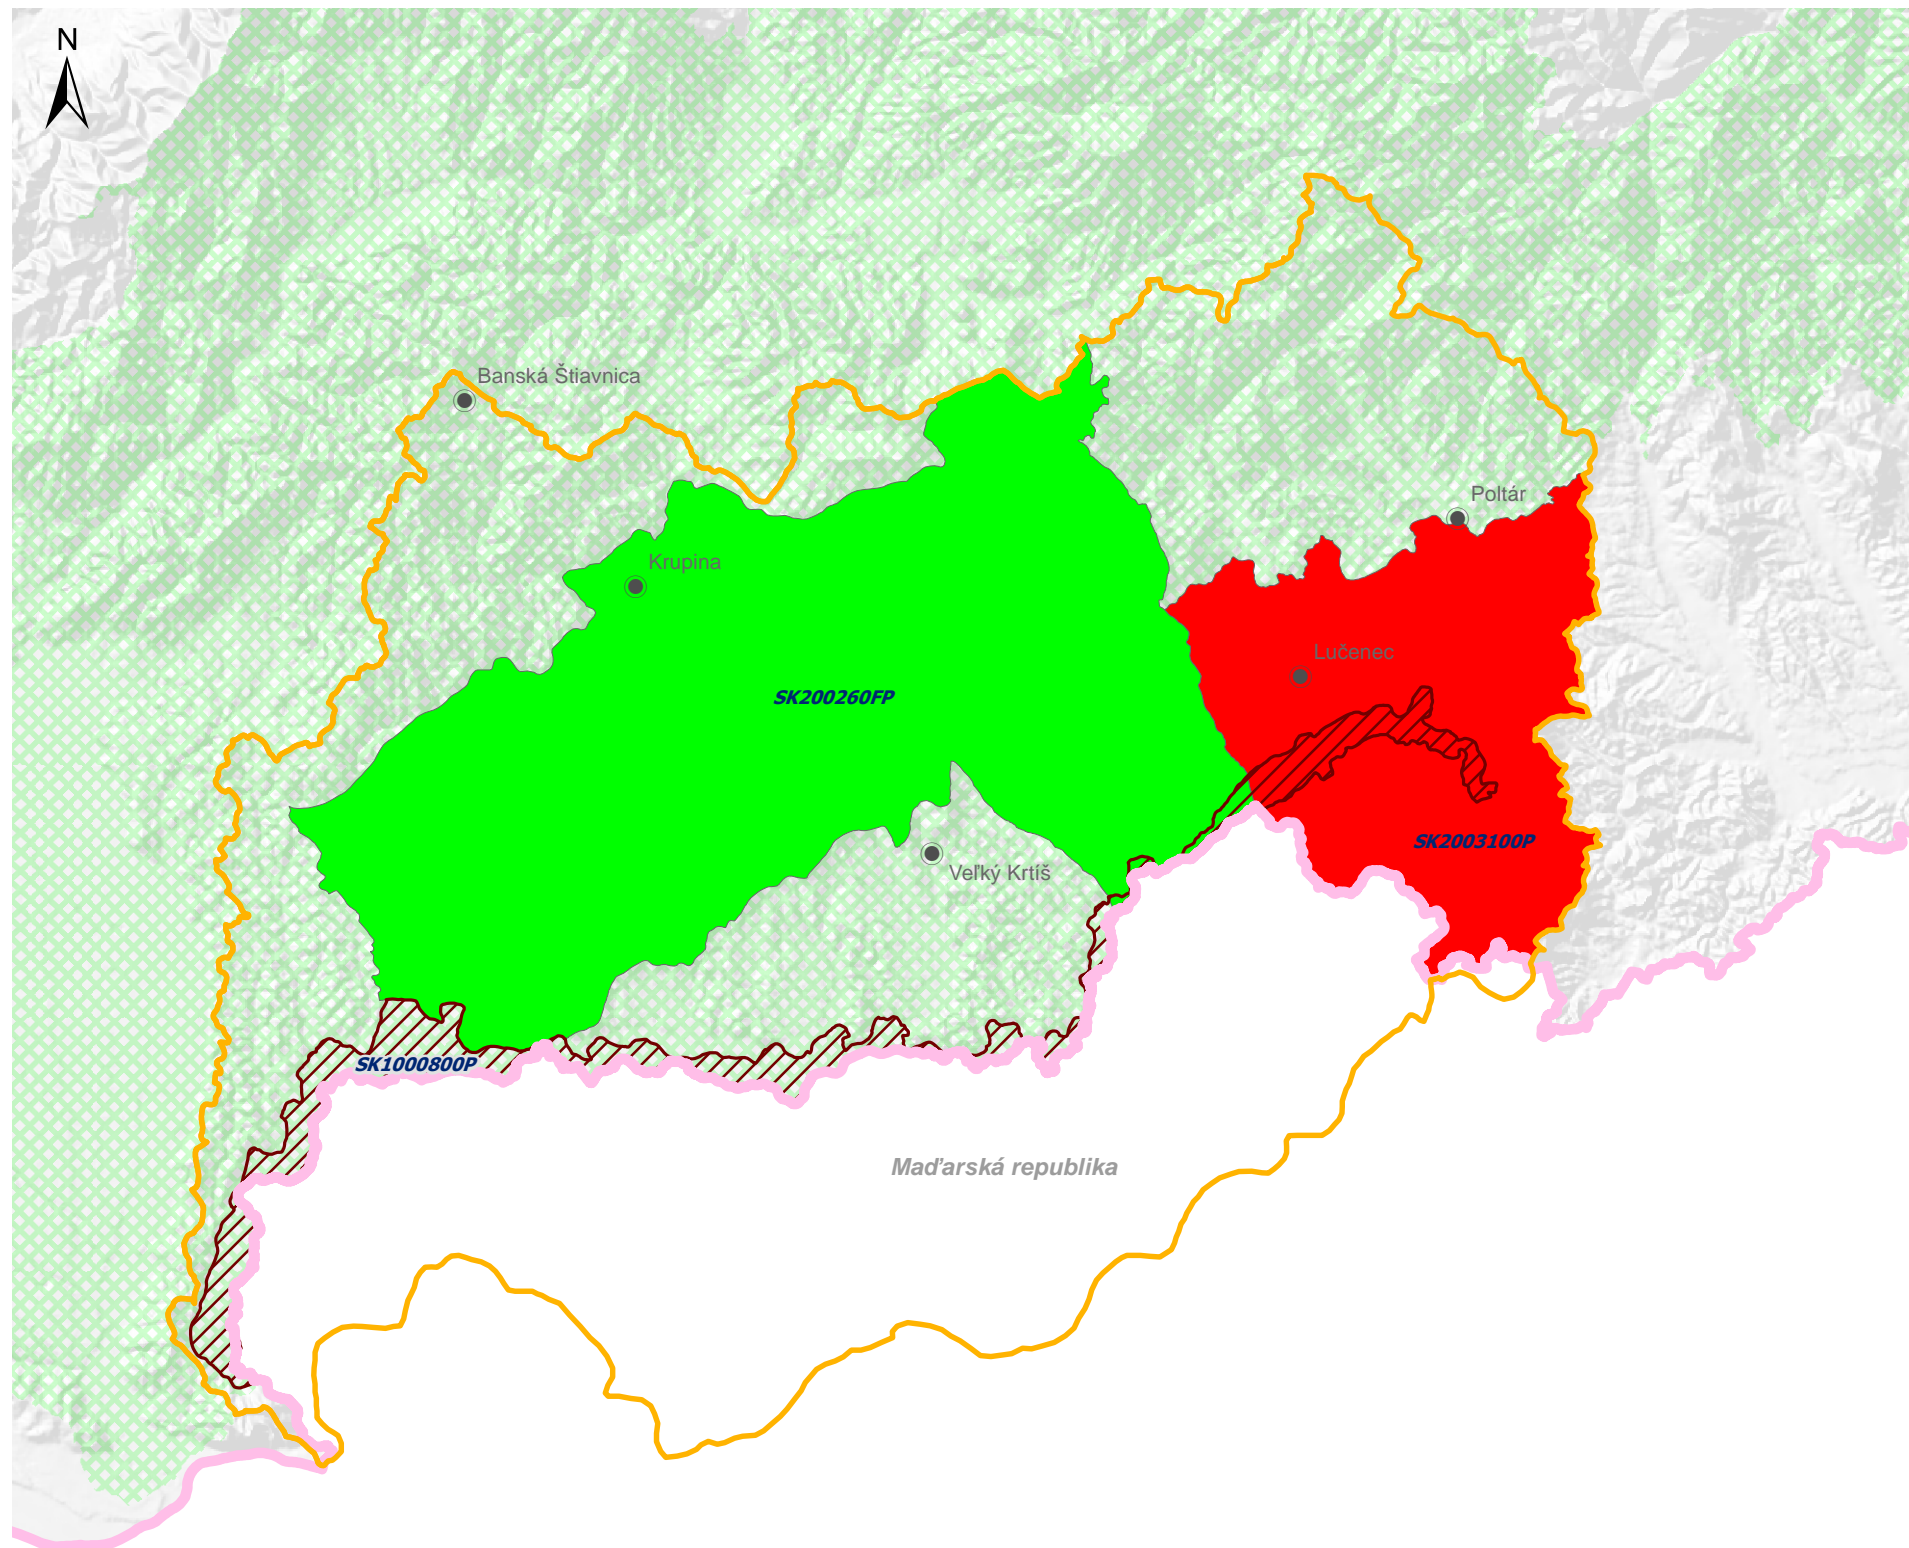 N
Banská Štiavnica
Poltár
Krupina
Lučenec
SK200260FP
SK2003100P
Veľký Krtíš
SK1000800P
Maďarská republika